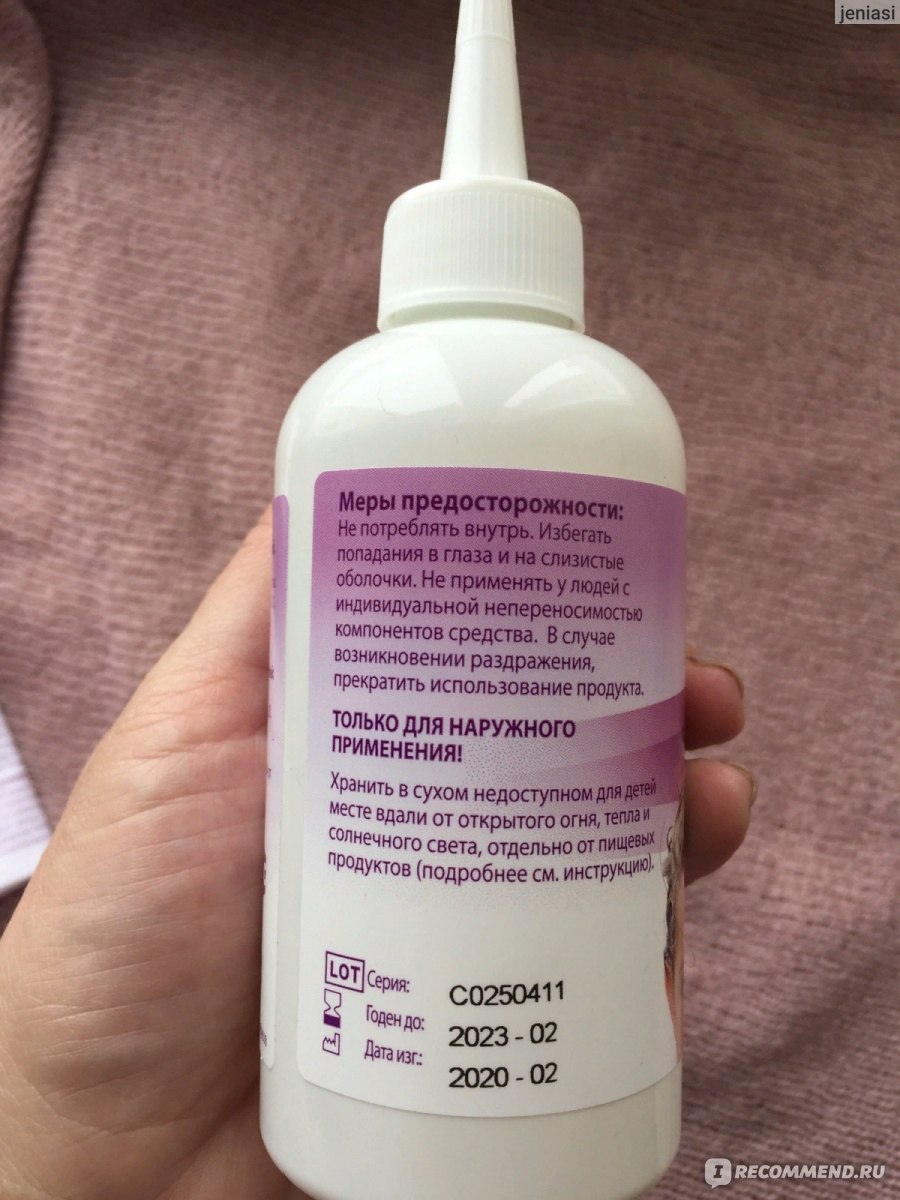 jeniasi
Меры предосторожности:
Не потреблять внутрь. Избегать
попадания в глаза и на слизистые
оболочки. Не применять у людей с
индивидуальной непереносимостью
компонентов средства. В случае
возникновении раздражения,
прекратить использование продукта.
ТОЛЬКО ДЛЯ НАРУЖНОГО
ПРИМЕНЕНИЯ!
Хранить в сухом недоступном для детей
месте вдали от открытого огня, тепла и
солнечного света, отдельно от пищевых
продуктов (подробнее см. инструкцию).
LOT Серия: C0250411
Годен до: 2023 - 02
Дата изг.: 2020 - 02
IRECOMMEND.RU